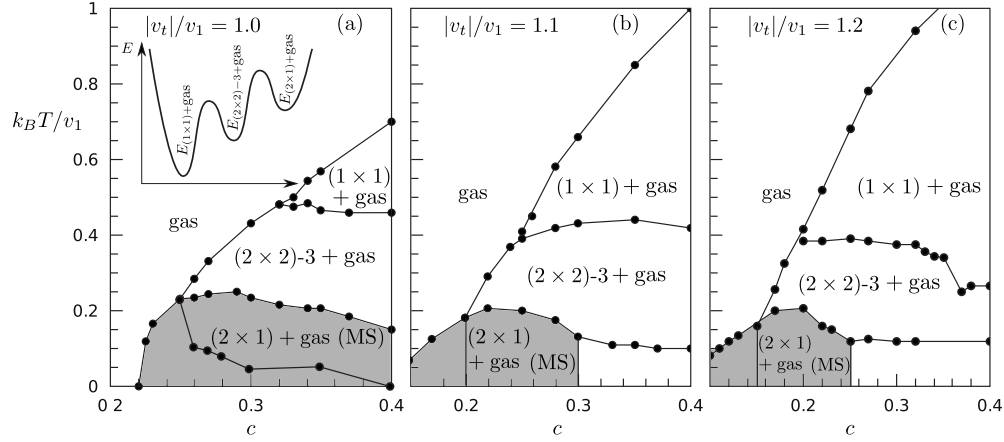 |v_t|/v_1 = 1.0
(a)
E
E_{(1×1)+gas}
E_{(2×2)−3+gas}
E_{(2×1)+gas}
k_BT/v_1
gas
(1 × 1)
+ gas
(2 × 2)-3 + gas
(2 × 1) + gas (MS)
1
0.8
0.6
0.4
0.2
0
0.2
0.3
0.4
c
|v_t|/v_1 = 1.1
(b)
gas
(1 × 1) + gas
(2 × 2)-3 + gas
(2 × 1)
+ gas (MS)
0.2
0.3
0.4
c
|v_t|/v_1 = 1.2
(c)
gas
(1 × 1) + gas
(2 × 2)-3 + gas
(2 × 1)
+ gas (MS)
0.2
0.3
0.4
c